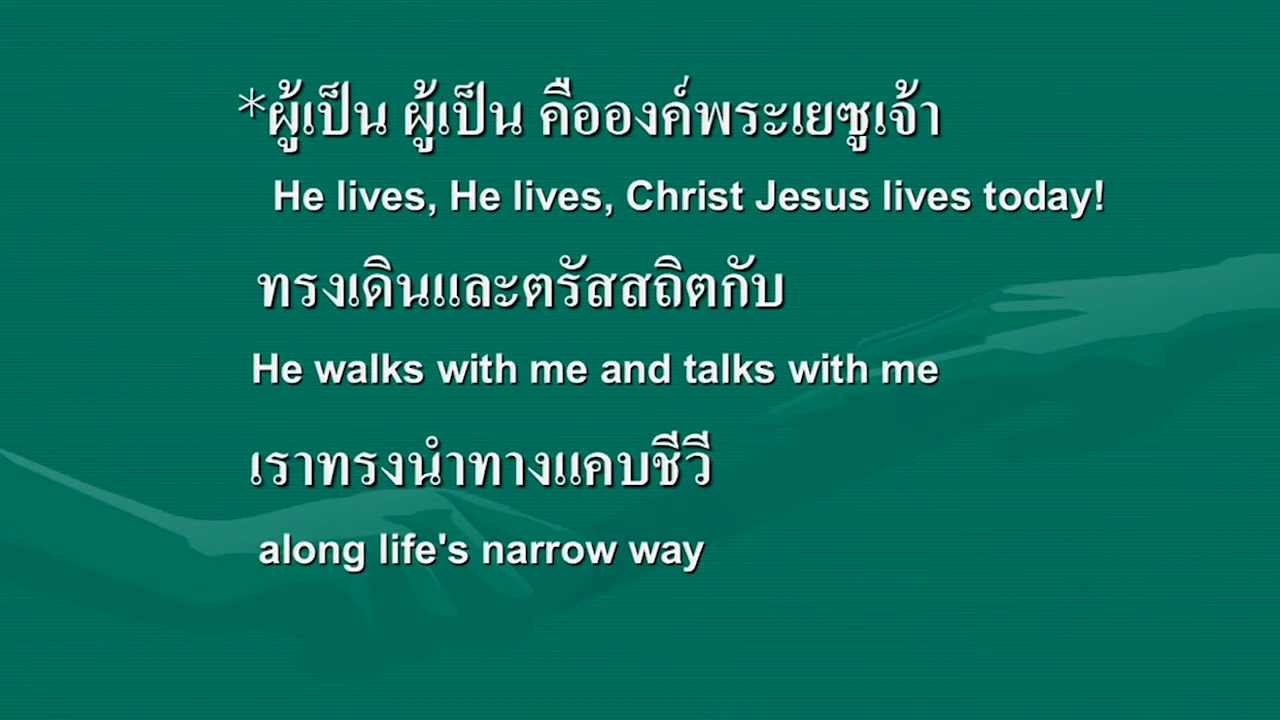 *ผู้เป็น ผู้เป็น คือองค์พระเยซูเจ้า
He lives, He lives, Christ Jesus lives today!
ทรงเดินและตรัสสถิตกับ
He walks with me and talks with me
เราทรงนำทางแคบชีวี
along life's narrow way